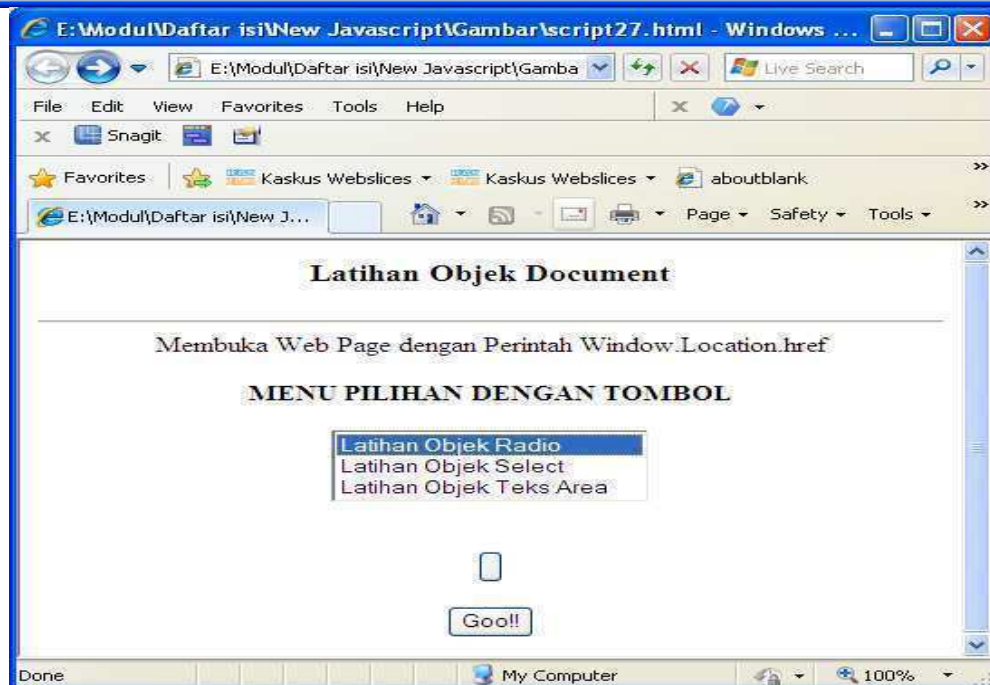 E:\Modul\Daftar isi\New Javascript\Gambar\script27.html - Windows ...
E:\Modul\Daftar isi\New Javascript\Gamba
Live Search
File Edit View Favorites Tools Help
Snagit
Favorites Kaskus Webslices Kaskus Webslices aboutblank
E:\Modul\Daftar isi\New J... Page Safety Tools
Latihan Objek Document
Membuka Web Page dengan Perintah Window.Location.href
MENU PILIHAN DENGAN TOMBOL
Latihan Objek Radio
Latihan Objek Select
Latihan Objek Teks Area
Goo!!
Done My Computer 100%